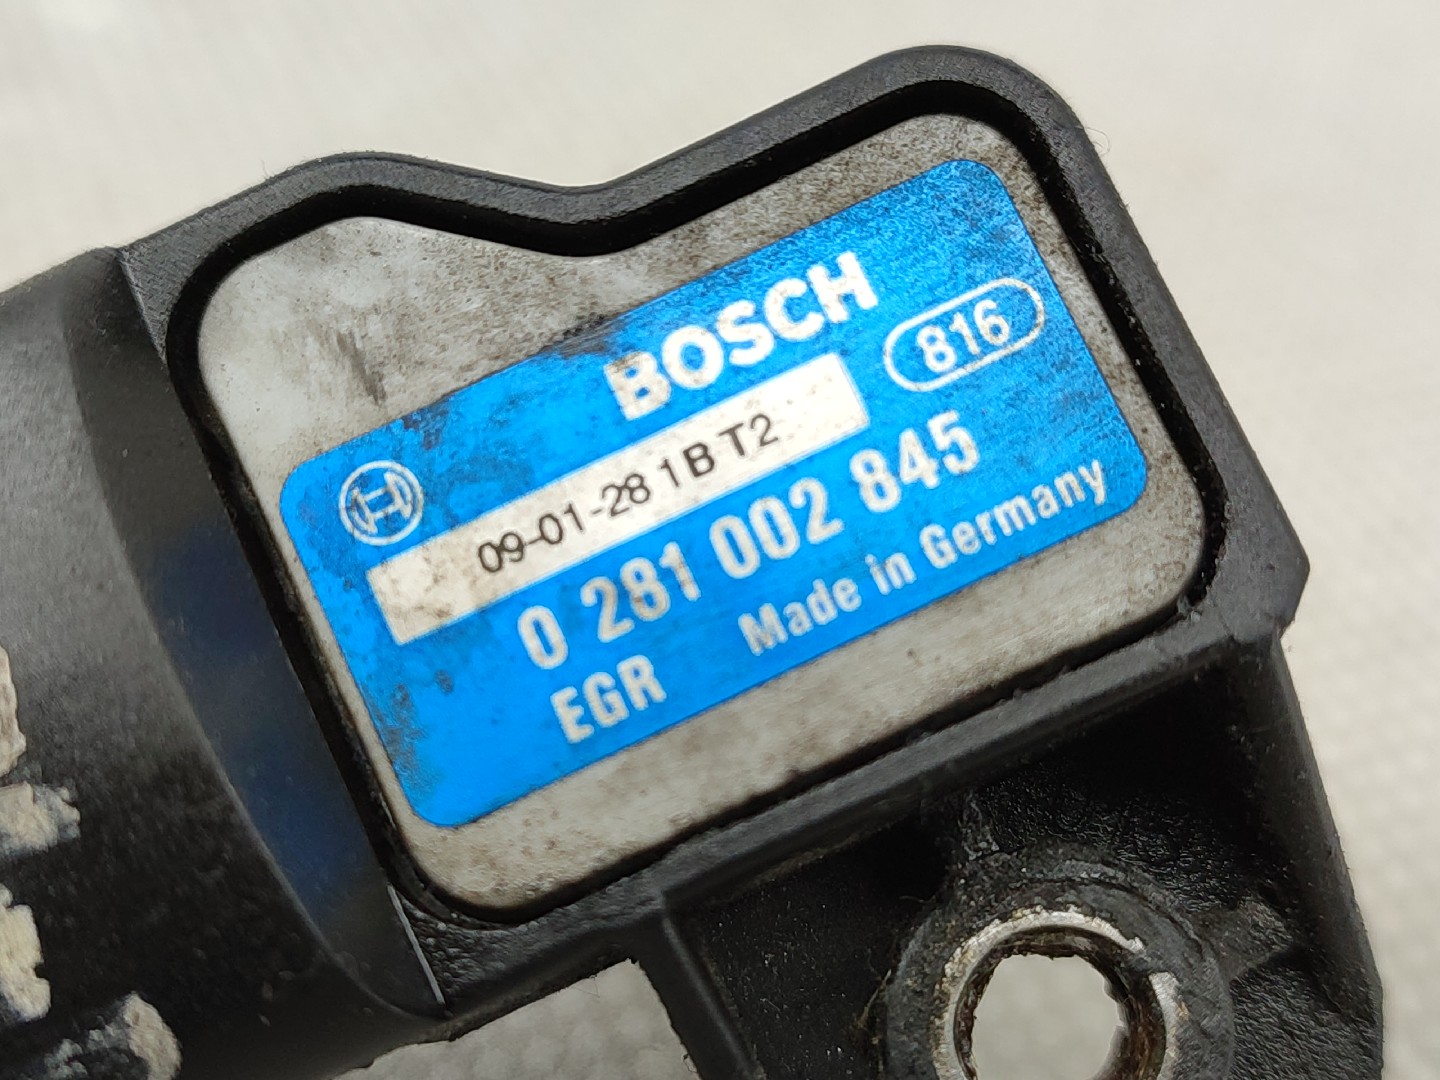 BOSCH
816
09-01-28 1B T2
0 281 002 845
EGR Made in Germany